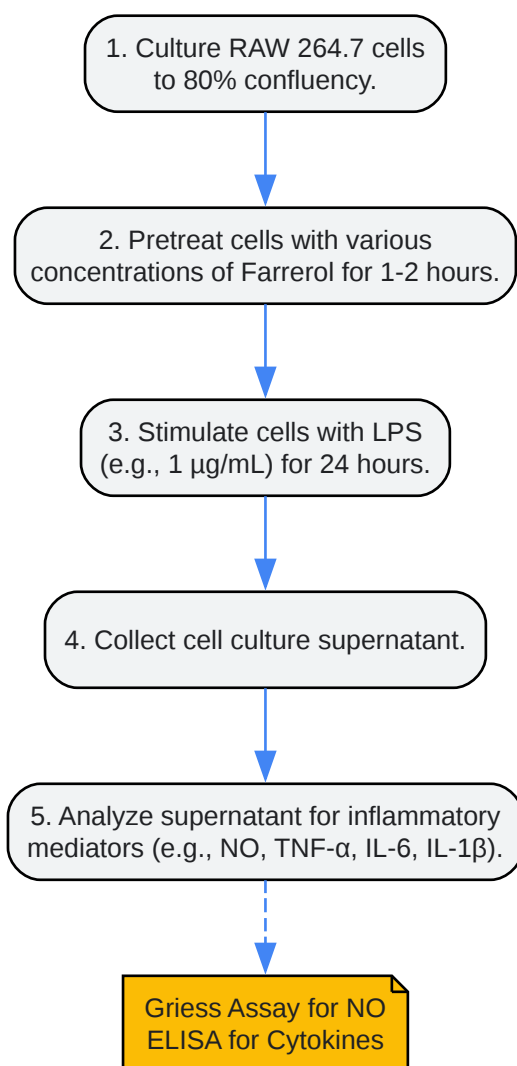 1. Culture RAW 264.7 cells
to 80% confluency.
2. Pretreat cells with various
concentrations of Farrerol for 1-2 hours.
3. Stimulate cells with LPS
(e.g., 1 µg/mL) for 24 hours.
4. Collect cell culture supernatant.
5. Analyze supernatant for inflammatory
mediators (e.g., NO, TNF-α, IL-6, IL-1β).
Griess Assay for NO
ELISA for Cytokines